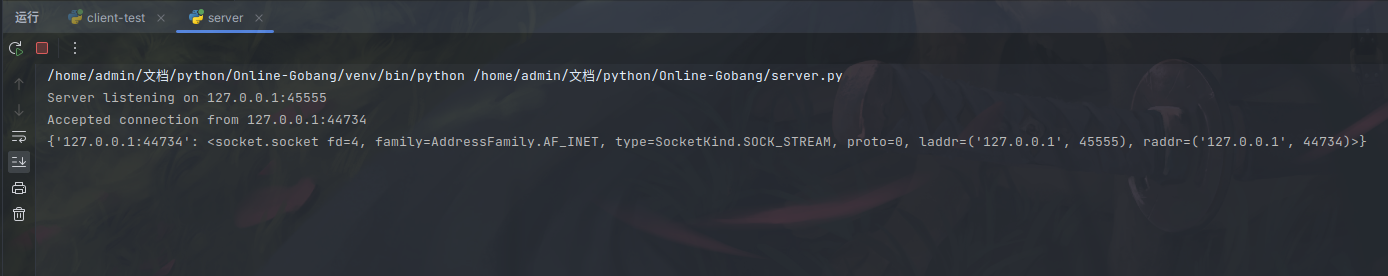 运行 client-test server
/home/admin/文档/python/Online-Gobang/venv/bin/python /home/admin/文档/python/Online-Gobang/server.py
Server listening on 127.0.0.1:45555
Accepted connection from 127.0.0.1:44734
{'127.0.0.1:44734': <socket.socket fd=4, family=AddressFamily.AF_INET, type=SocketKind.SOCK_STREAM, proto=0, laddr=('127.0.0.1', 45555), raddr=('127.0.0.1', 44734)>}